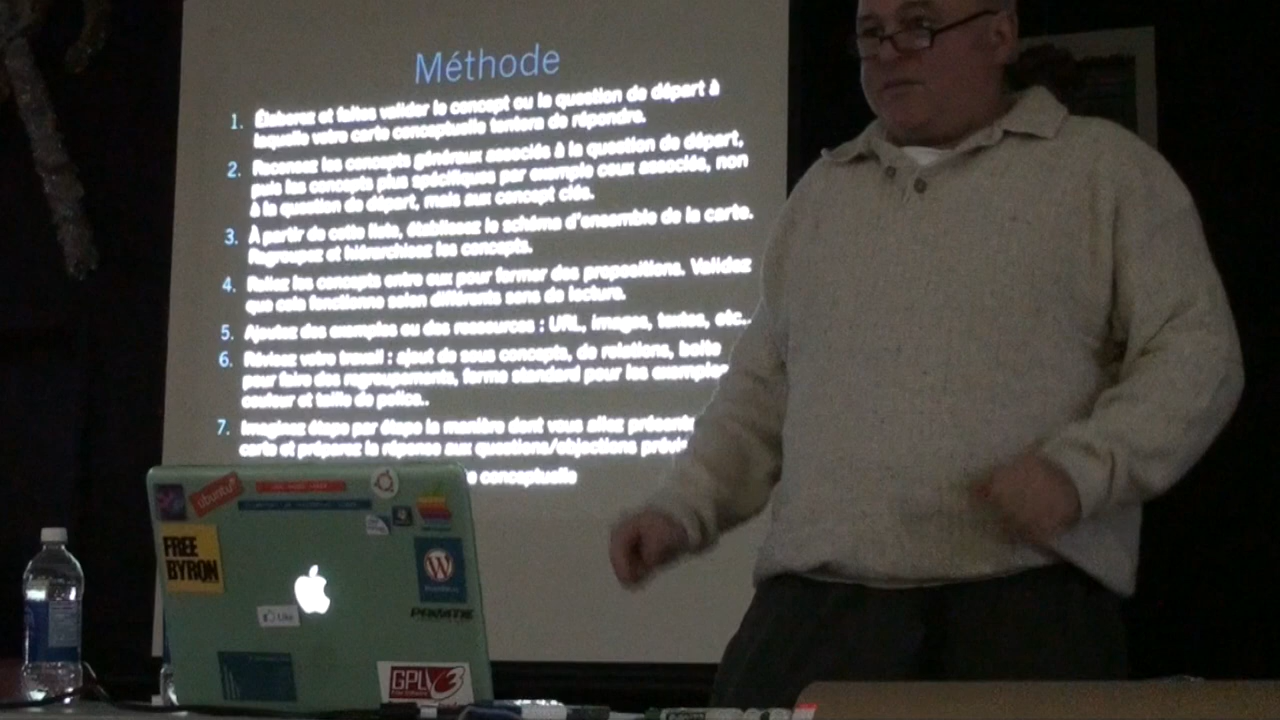 Méthode
1. Élaborez et faites valider le concept ou la question de départ à
laquelle votre carte conceptuelle tentera de répondre.
2. Recensez les concepts généraux associés à la question de départ,
puis les concepts plus spécifiques par exemple ceux associés, non
à la question de départ, mais aux concept clés.
3. À partir de cette liste, établissez le schéma d'ensemble de la carte.
Regroupez et hiérarchisez les concepts.
4. Reliez les concepts entre eux pour former des propositions. Validez
que cela fonctionne selon différents sens de lecture.
5. Ajoutez des exemples ou des ressources : URL, images, textes, etc..
6. Révisez votre travail : ajout de sous concepts, de relations, boîte
pour faire des regroupements, forme standard pour les exemples
couleur et taille de police..
7. Imaginez étape par étape la manière dont vous allez présente
carte et préparez la réponse aux questions/objections prévi
conceptuelle
ubuntu
FREE
BYRON
Like
GPLv3